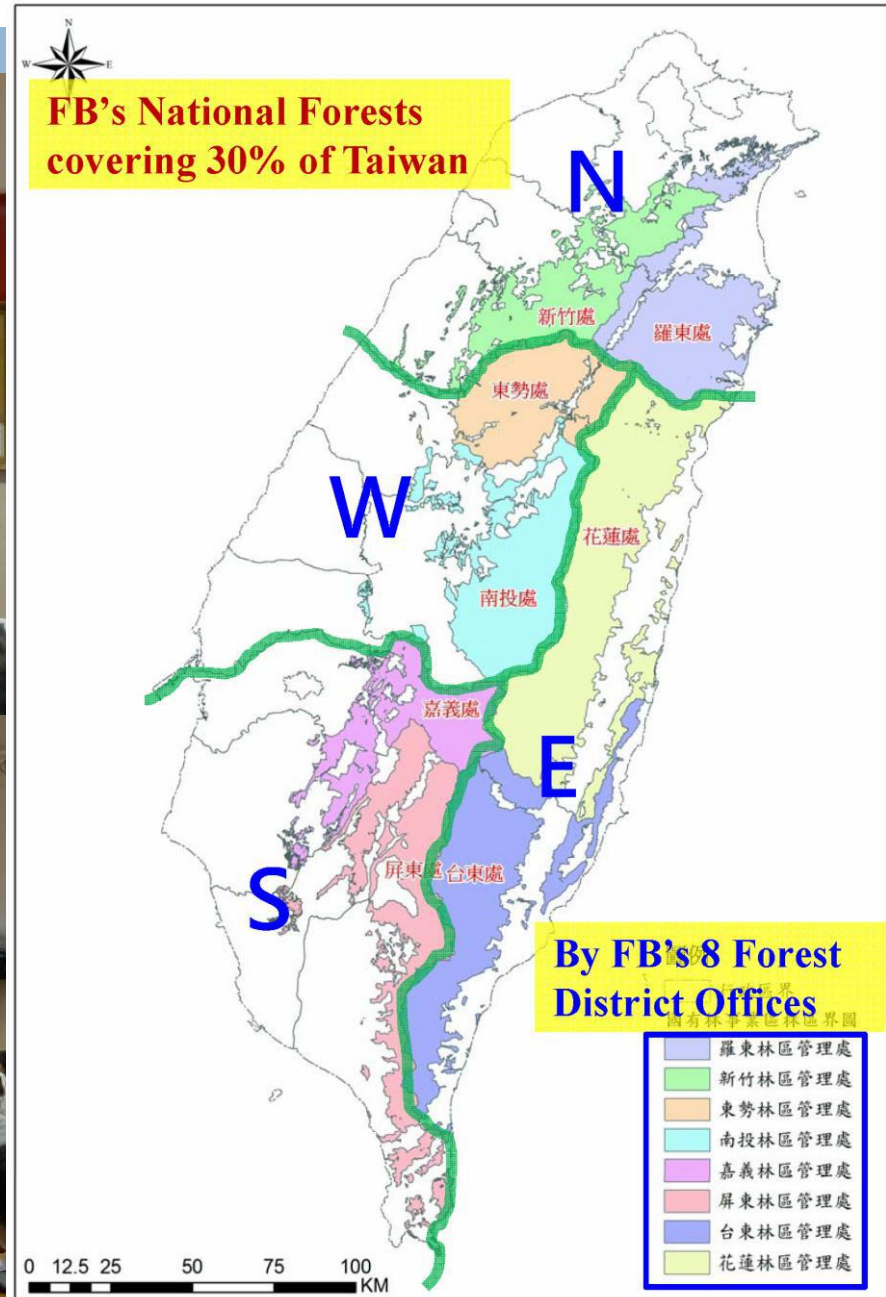 N
W E
FB's National Forests
covering 30% of Taiwan
N
新竹處
羅東處
東勢處
W
花蓮處
南投處
嘉義處
E
屏東處
台東處
S
By FB's 8 Forest
District Offices
行政區界
國有林事業區林區界圖
羅東林區管理處
新竹林區管理處
東勢林區管理處
南投林區管理處
嘉義林區管理處
屏東林區管理處
台東林區管理處
花蓮林區管理處
0 12.5 25 50 75 100
KM